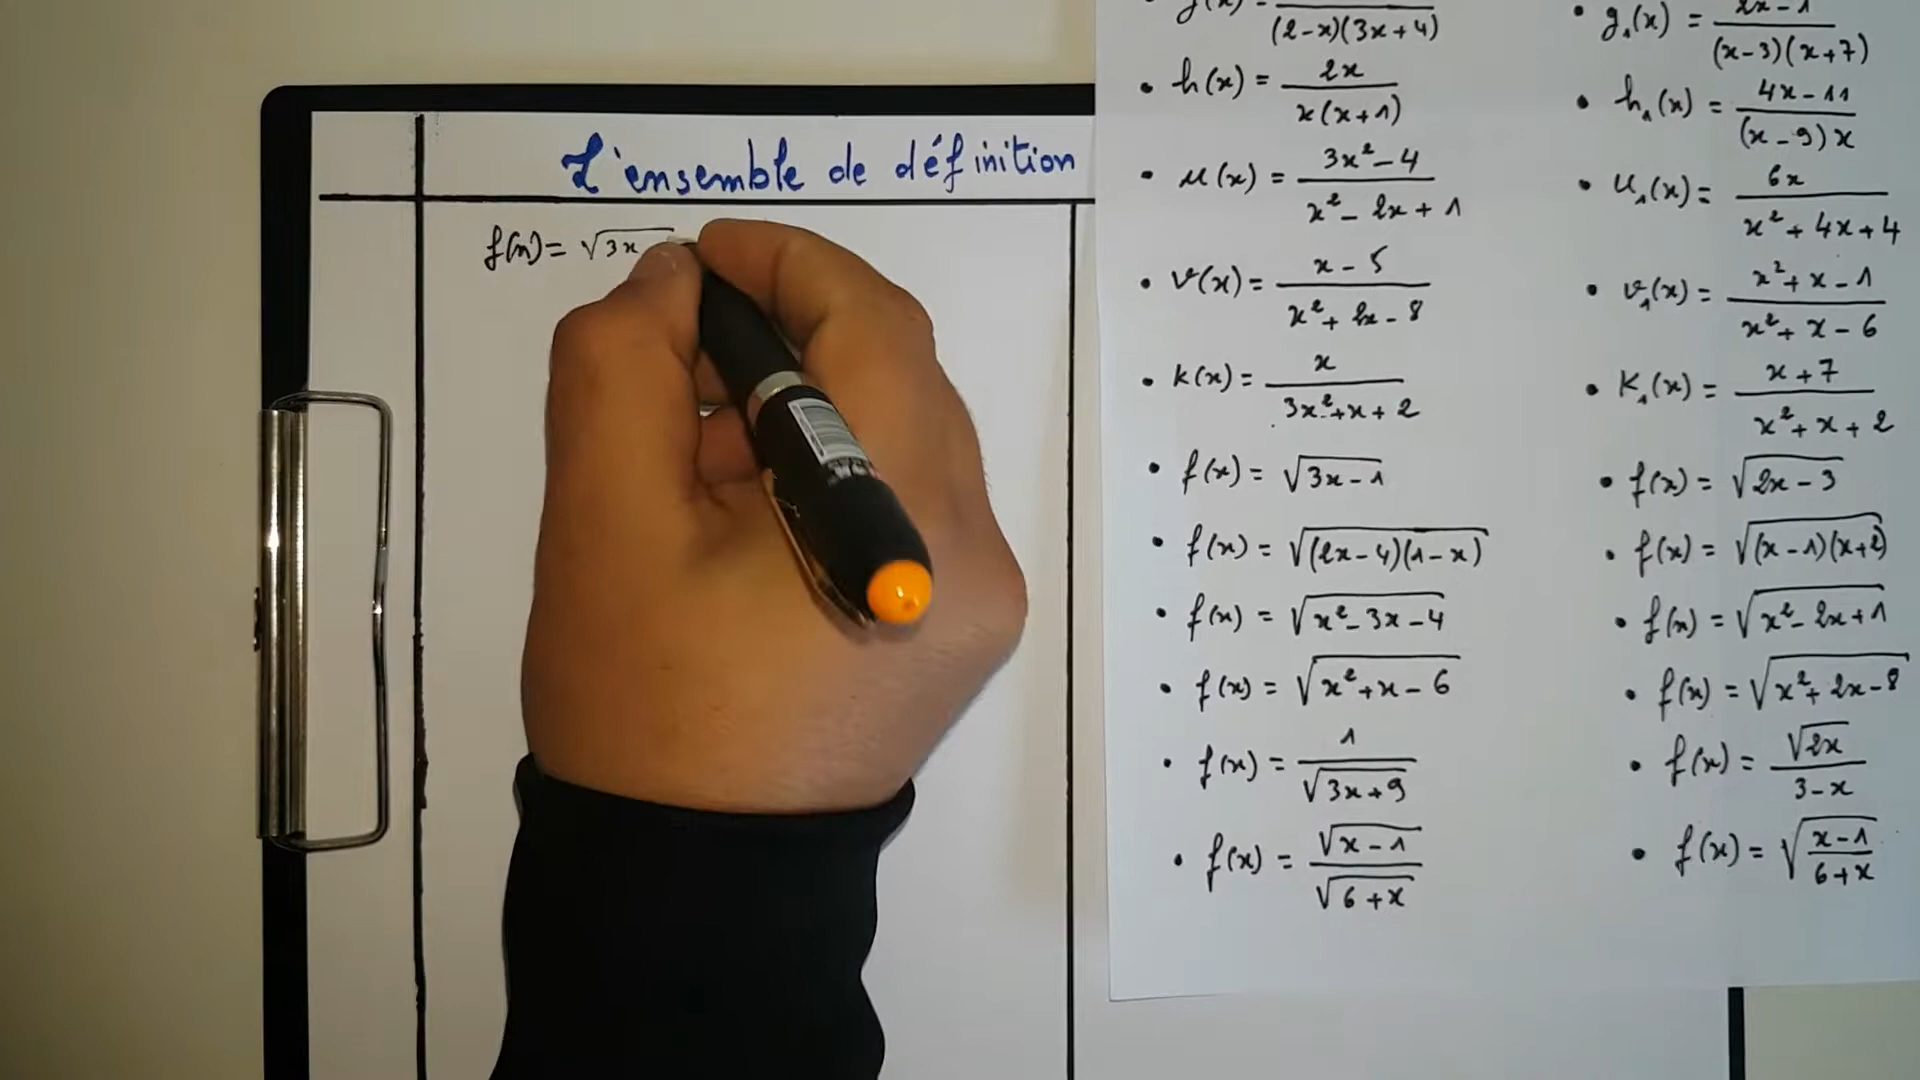 L'ensemble de définition
f(x) = √3x
(2-x)(3x+4)
• h(x) = 2x / x(x+1)
• u(x) = 3x²-4 / x²-2x+1
• v(x) = x-5 / x²+2x-8
• k(x) = x / 3x²+x+2
• f(x) = √(3x-1)
• f(x) = √((2x-4)(1-x))
• f(x) = √(x²-3x-4)
• f(x) = √(x²+x-6)
• f(x) = 1 / √(3x+9)
• f(x) = √(x-1) / √(6+x)
• g₁(x) = 2x-1 / (x-3)(x+7)
• h₁(x) = 4x-11 / (x-9)x
• u₁(x) = 6x / x²+4x+4
• v₁(x) = x²+x-1 / x²+x-6
• K₁(x) = x+7 / x²+x+2
• f(x) = √(2x-3)
• f(x) = √((x-1)(x+2))
• f(x) = √(x²-2x+1)
• f(x) = √(x²+2x-8)
• f(x) = √2x / 3-x
• f(x) = √(x-1 / 6+x)